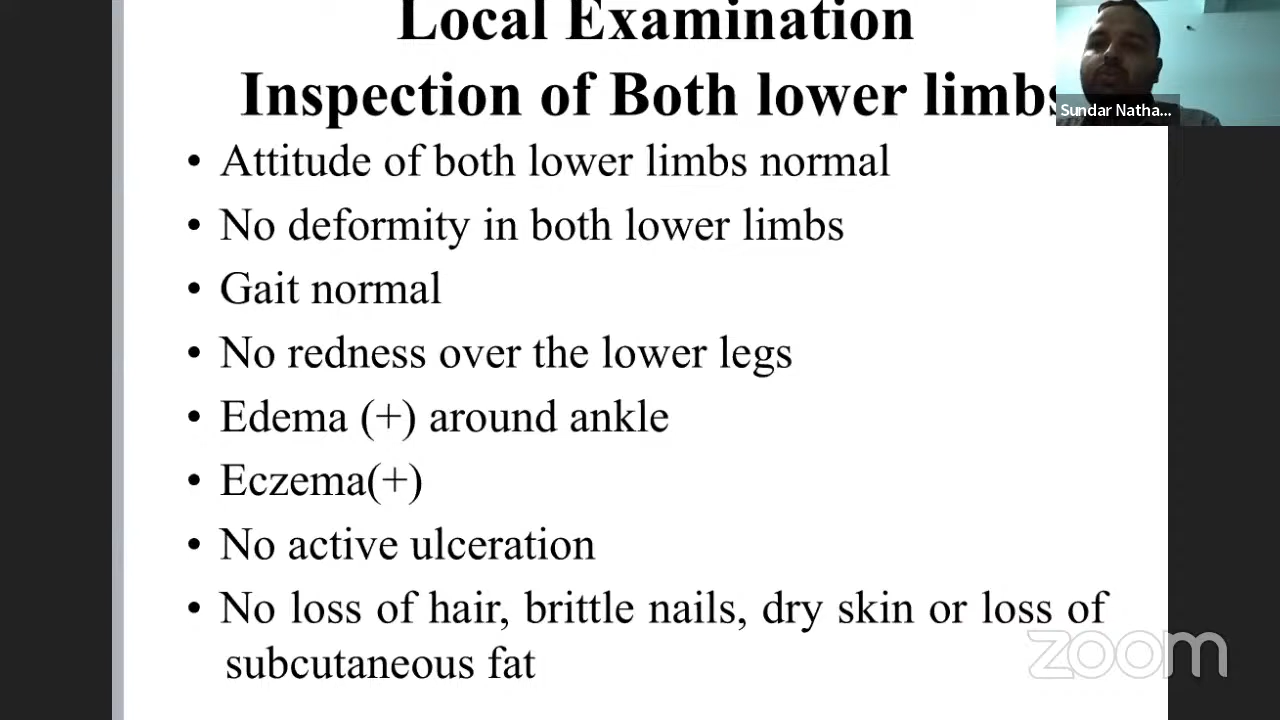 Local Examination
Inspection of Both lower limbs
Sundar Natha...
• Attitude of both lower limbs normal
• No deformity in both lower limbs
• Gait normal
• No redness over the lower legs
• Edema (+) around ankle
• Eczema(+)
• No active ulceration
• No loss of hair, brittle nails, dry skin or loss of
subcutaneous fat
zoom